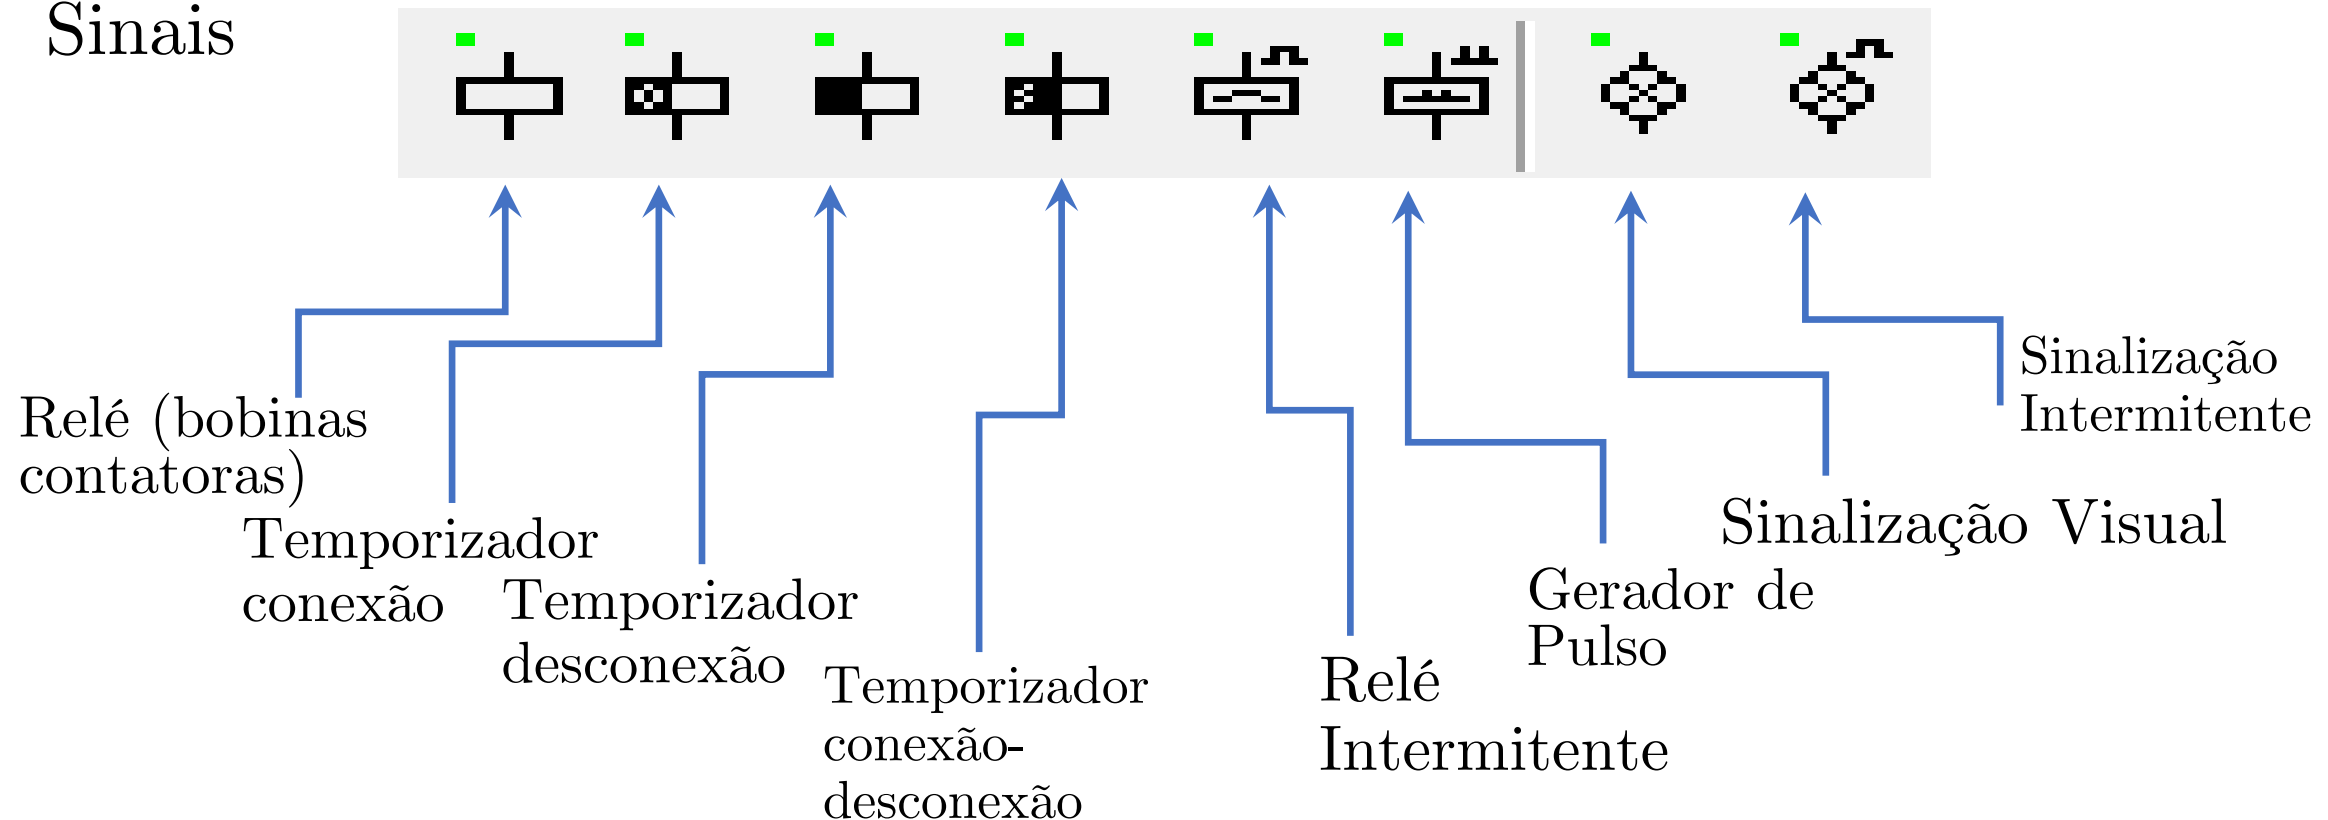 Sinais
Relé (bobinas
contatoras)
Temporizador
conexão
Temporizador
desconexão
Temporizador
conexão-
desconexão
Relé
Intermitente
Gerador de
Pulso
Sinalização Visual
Sinalização
Intermitente